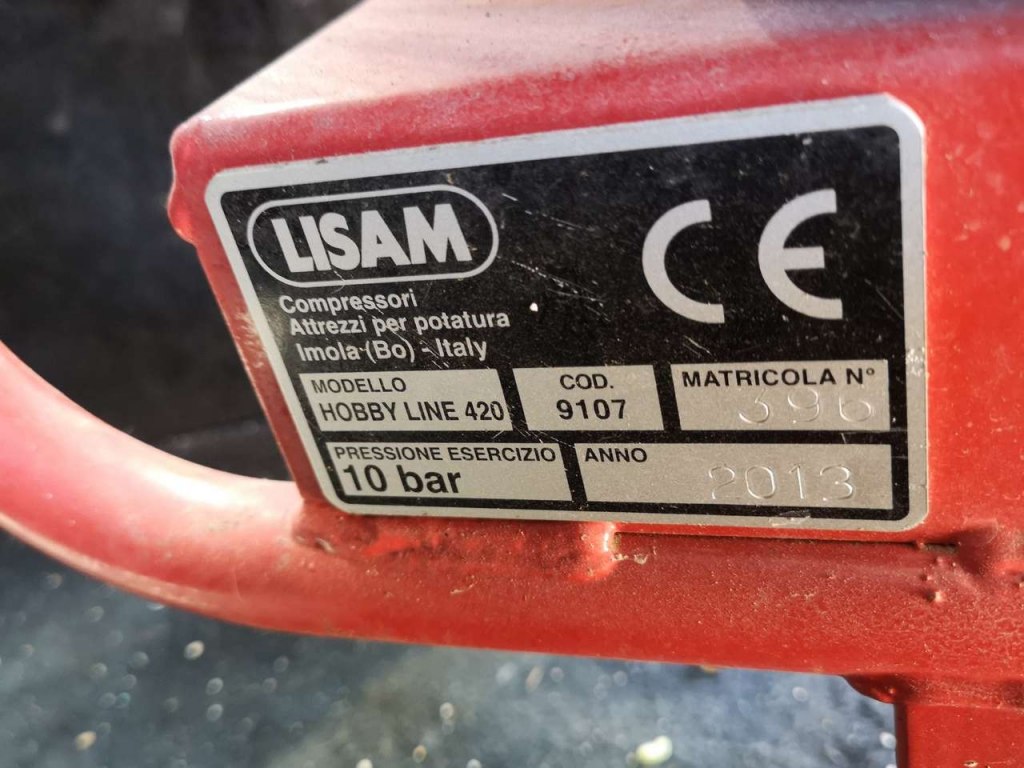 LISAM
CE
Compressori
Attrezzi per potatura
Imola (Bo) - Italy
MODELLO
HOBBY LINE 420
COD.
9107
MATRICOLA N°
396
PRESSIONE ESERCIZIO
10 bar
ANNO
2013